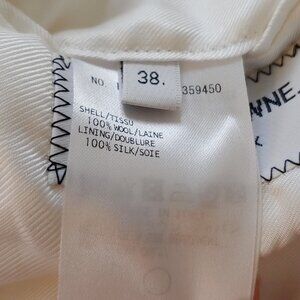 38.
NO. 359450
SHELL/TISSU
100% WOOL/LAINE
LINING/DOUBLURE
100% SILK/SOIE
WNE.